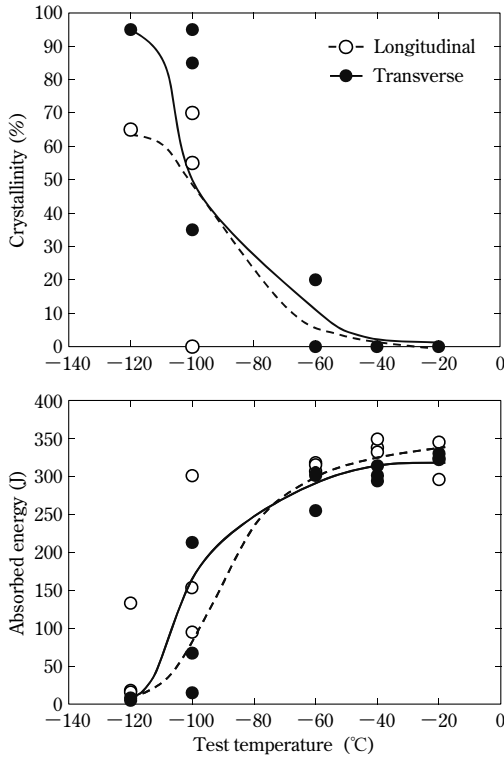 100
90
80
70
60
50
40
30
20
10
0
Crystallinity (%)
Longitudinal
Transverse
−140 −120 −100 −80 −60 −40 −20 0
400
350
300
250
200
150
100
50
0
Absorbed energy (J)
−140 −120 −100 −80 −60 −40 −20 0
Test temperature (℃)